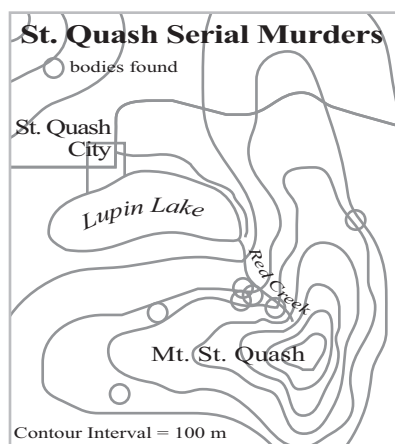 St. Quash Serial Murders
bodies found
St. Quash
City
Lupin Lake
Red Creek
Mt. St. Quash
Contour Interval = 100 m